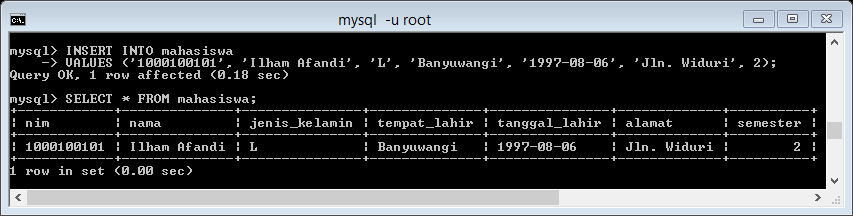 mysql -u root
mysql> INSERT INTO mahasiswa
    -> VALUES ('1000100101', 'Ilham Afandi', 'L', 'Banyuwangi', '1997-08-06', 'Jln. Widuri', 2);
Query OK, 1 row affected (0.18 sec)
mysql> SELECT * FROM mahasiswa;
+------------+--------------+---------------+--------------+---------------+-------------+----------+
| nim        | nama         | jenis_kelamin | tempat_lahir | tanggal_lahir | alamat      | semester |
+------------+--------------+---------------+--------------+---------------+-------------+----------+
| 1000100101 | Ilham Afandi | L             | Banyuwangi   | 1997-08-06    | Jln. Widuri |        2 |
+------------+--------------+---------------+--------------+---------------+-------------+----------+
1 row in set (0.00 sec)